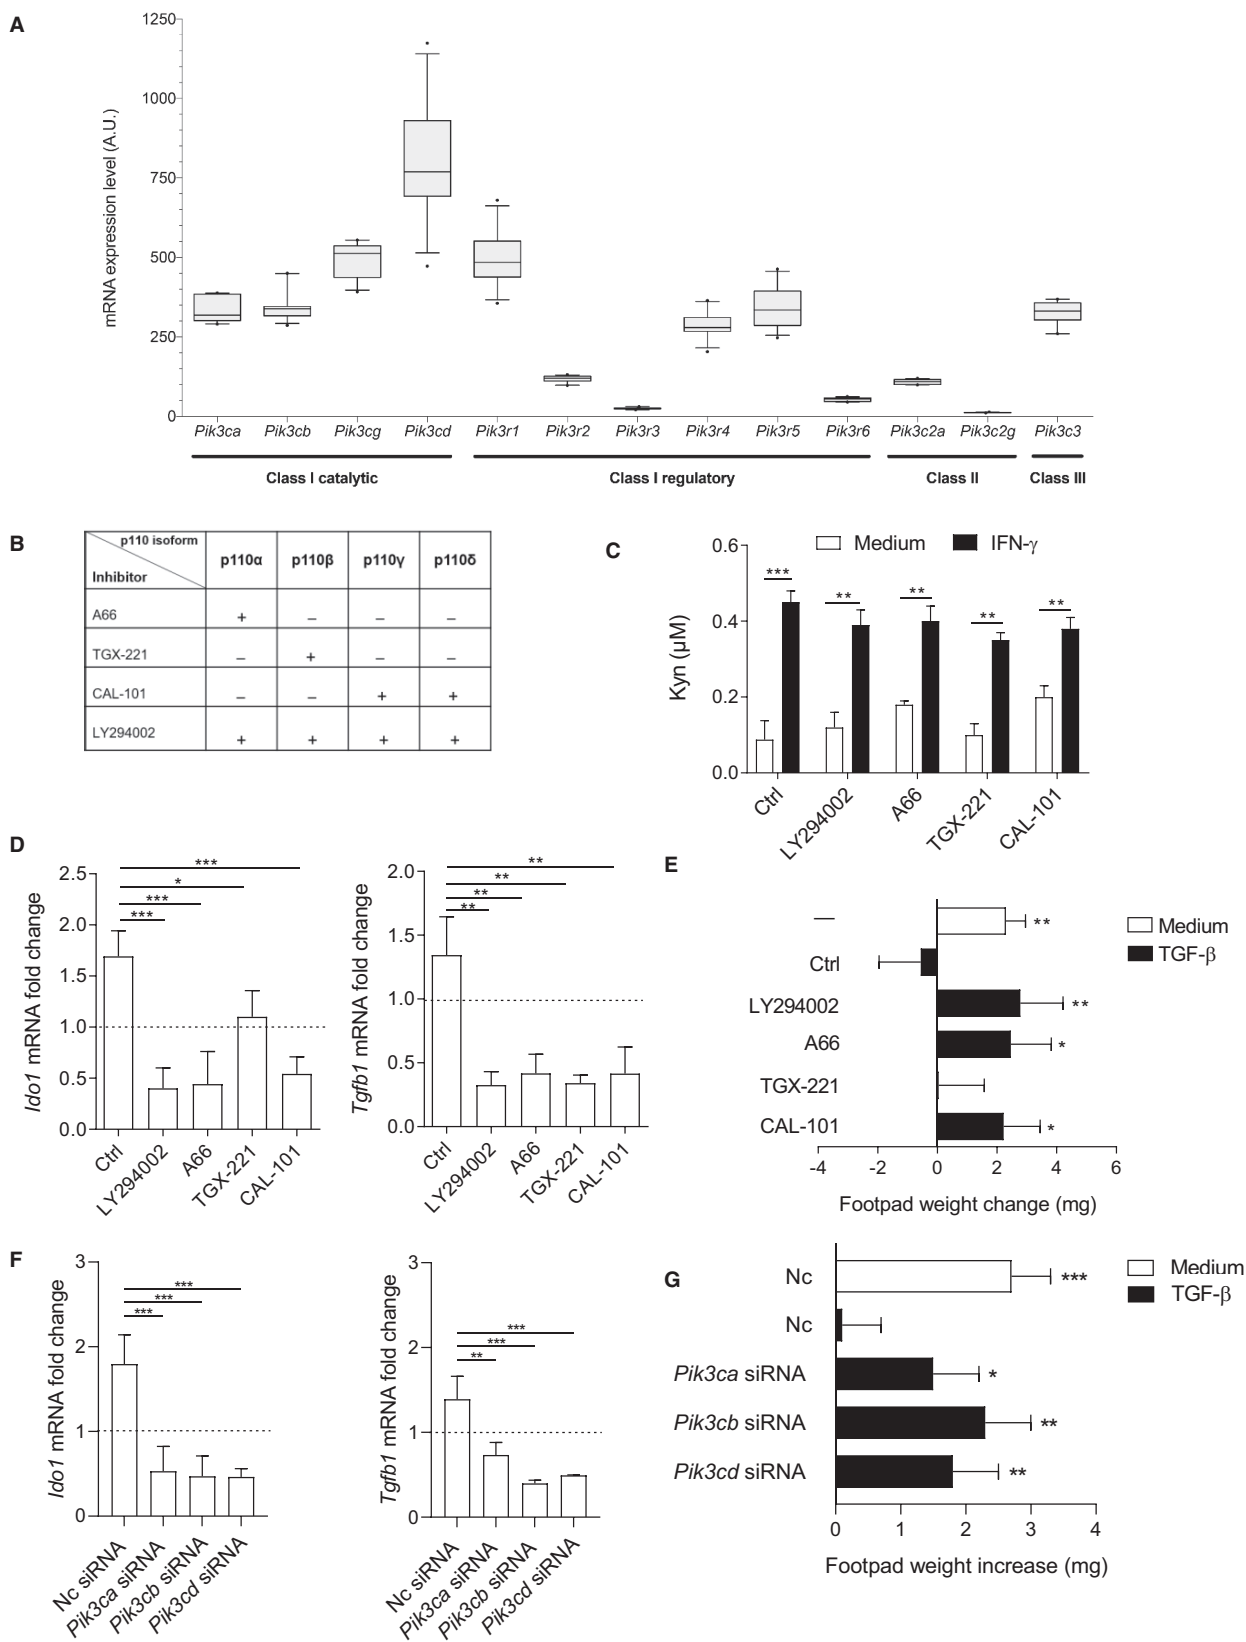 A
mRNA expression level (A.U.)
1250
1000
750
500
250
0
Pik3ca Pik3cb Pik3cg Pik3cd Pik3r1 Pik3r2 Pik3r3 Pik3r4 Pik3r5 Pik3r6 Pik3c2a Pik3c2g Pik3c3
Class I catalytic Class I regulatory Class II Class III
B
p110 isoform
Inhibitor
p110α p110β p110γ p110δ
A66 + – – –
TGX-221 – + – –
CAL-101 – – + +
LY294002 + + + +
C
Medium IFN-γ
Kyn (µM)
0.6
0.4
0.2
0.0
*** ** ** ** **
Ctrl LY294002 A66 TGX-221 CAL-101
D
Ido1 mRNA fold change
2.5
2.0
1.5
1.0
0.5
0.0
***
*
***
***
Ctrl LY294002 A66 TGX-221 CAL-101
Tgfb1 mRNA fold change
2.0
1.5
1.0
0.5
0.0
**
**
**
**
Ctrl LY294002 A66 TGX-221 CAL-101
E
Medium
TGF-β
— **
Ctrl
LY294002 **
A66 *
TGX-221
CAL-101 *
-4 -2 0 2 4 6
Footpad weight change (mg)
F
Ido1 mRNA fold change
3
2
1
0
***
***
***
Nc siRNA Pik3ca siRNA Pik3cb siRNA Pik3cd siRNA
Tgfb1 mRNA fold change
3
2
1
0
***
***
**
Nc siRNA Pik3ca siRNA Pik3cb siRNA Pik3cd siRNA
G
Medium
TGF-β
Nc ***
Nc
Pik3ca siRNA *
Pik3cb siRNA **
Pik3cd siRNA **
0 1 2 3 4
Footpad weight increase (mg)